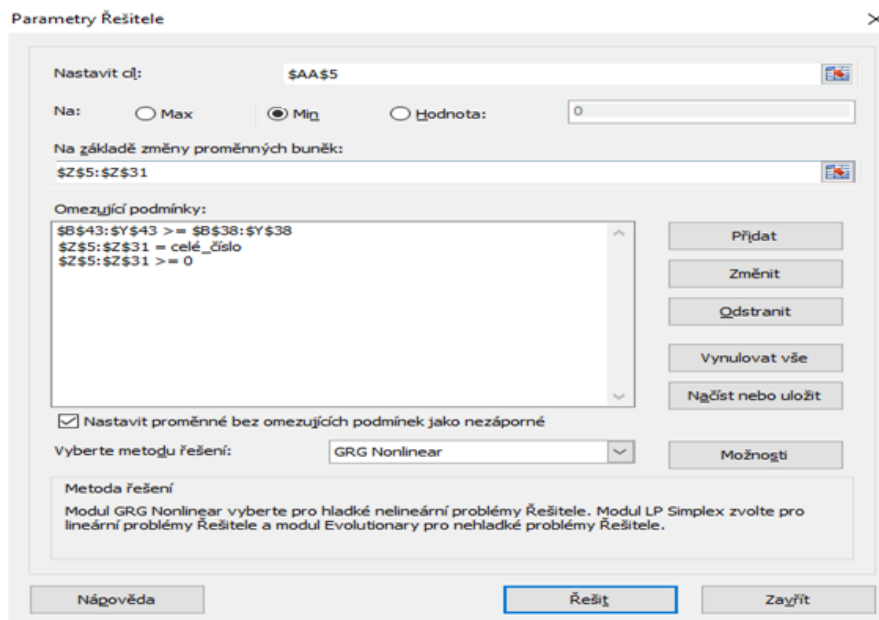 Parametry Řešitele
Nastavit cíl: $AA$5
Na: Max Min Hodnota: 0
Na základě změny proměnných buněk:
$Z$5:$Z$31
Omezující podmínky:
$B$43:$Y$43 >= $B$38:$Y$38
$Z$5:$Z$31 = celé_číslo
$Z$5:$Z$31 >= 0
Přidat
Změnit
Odstranit
Vynulovat vše
Načíst nebo uložit
Nastavit proměnné bez omezujících podmínek jako nezáporné
Vyberte metodu řešení: GRG Nonlinear Možnosti
Metoda řešení
Modul GRG Nonlinear vyberte pro hladké nelineární problémy Řešitele. Modul LP Simplex zvolte pro
lineární problémy Řešitele a modul Evolutionary pro nehladké problémy Řešitele.
Nápověda Řešit Zavřít